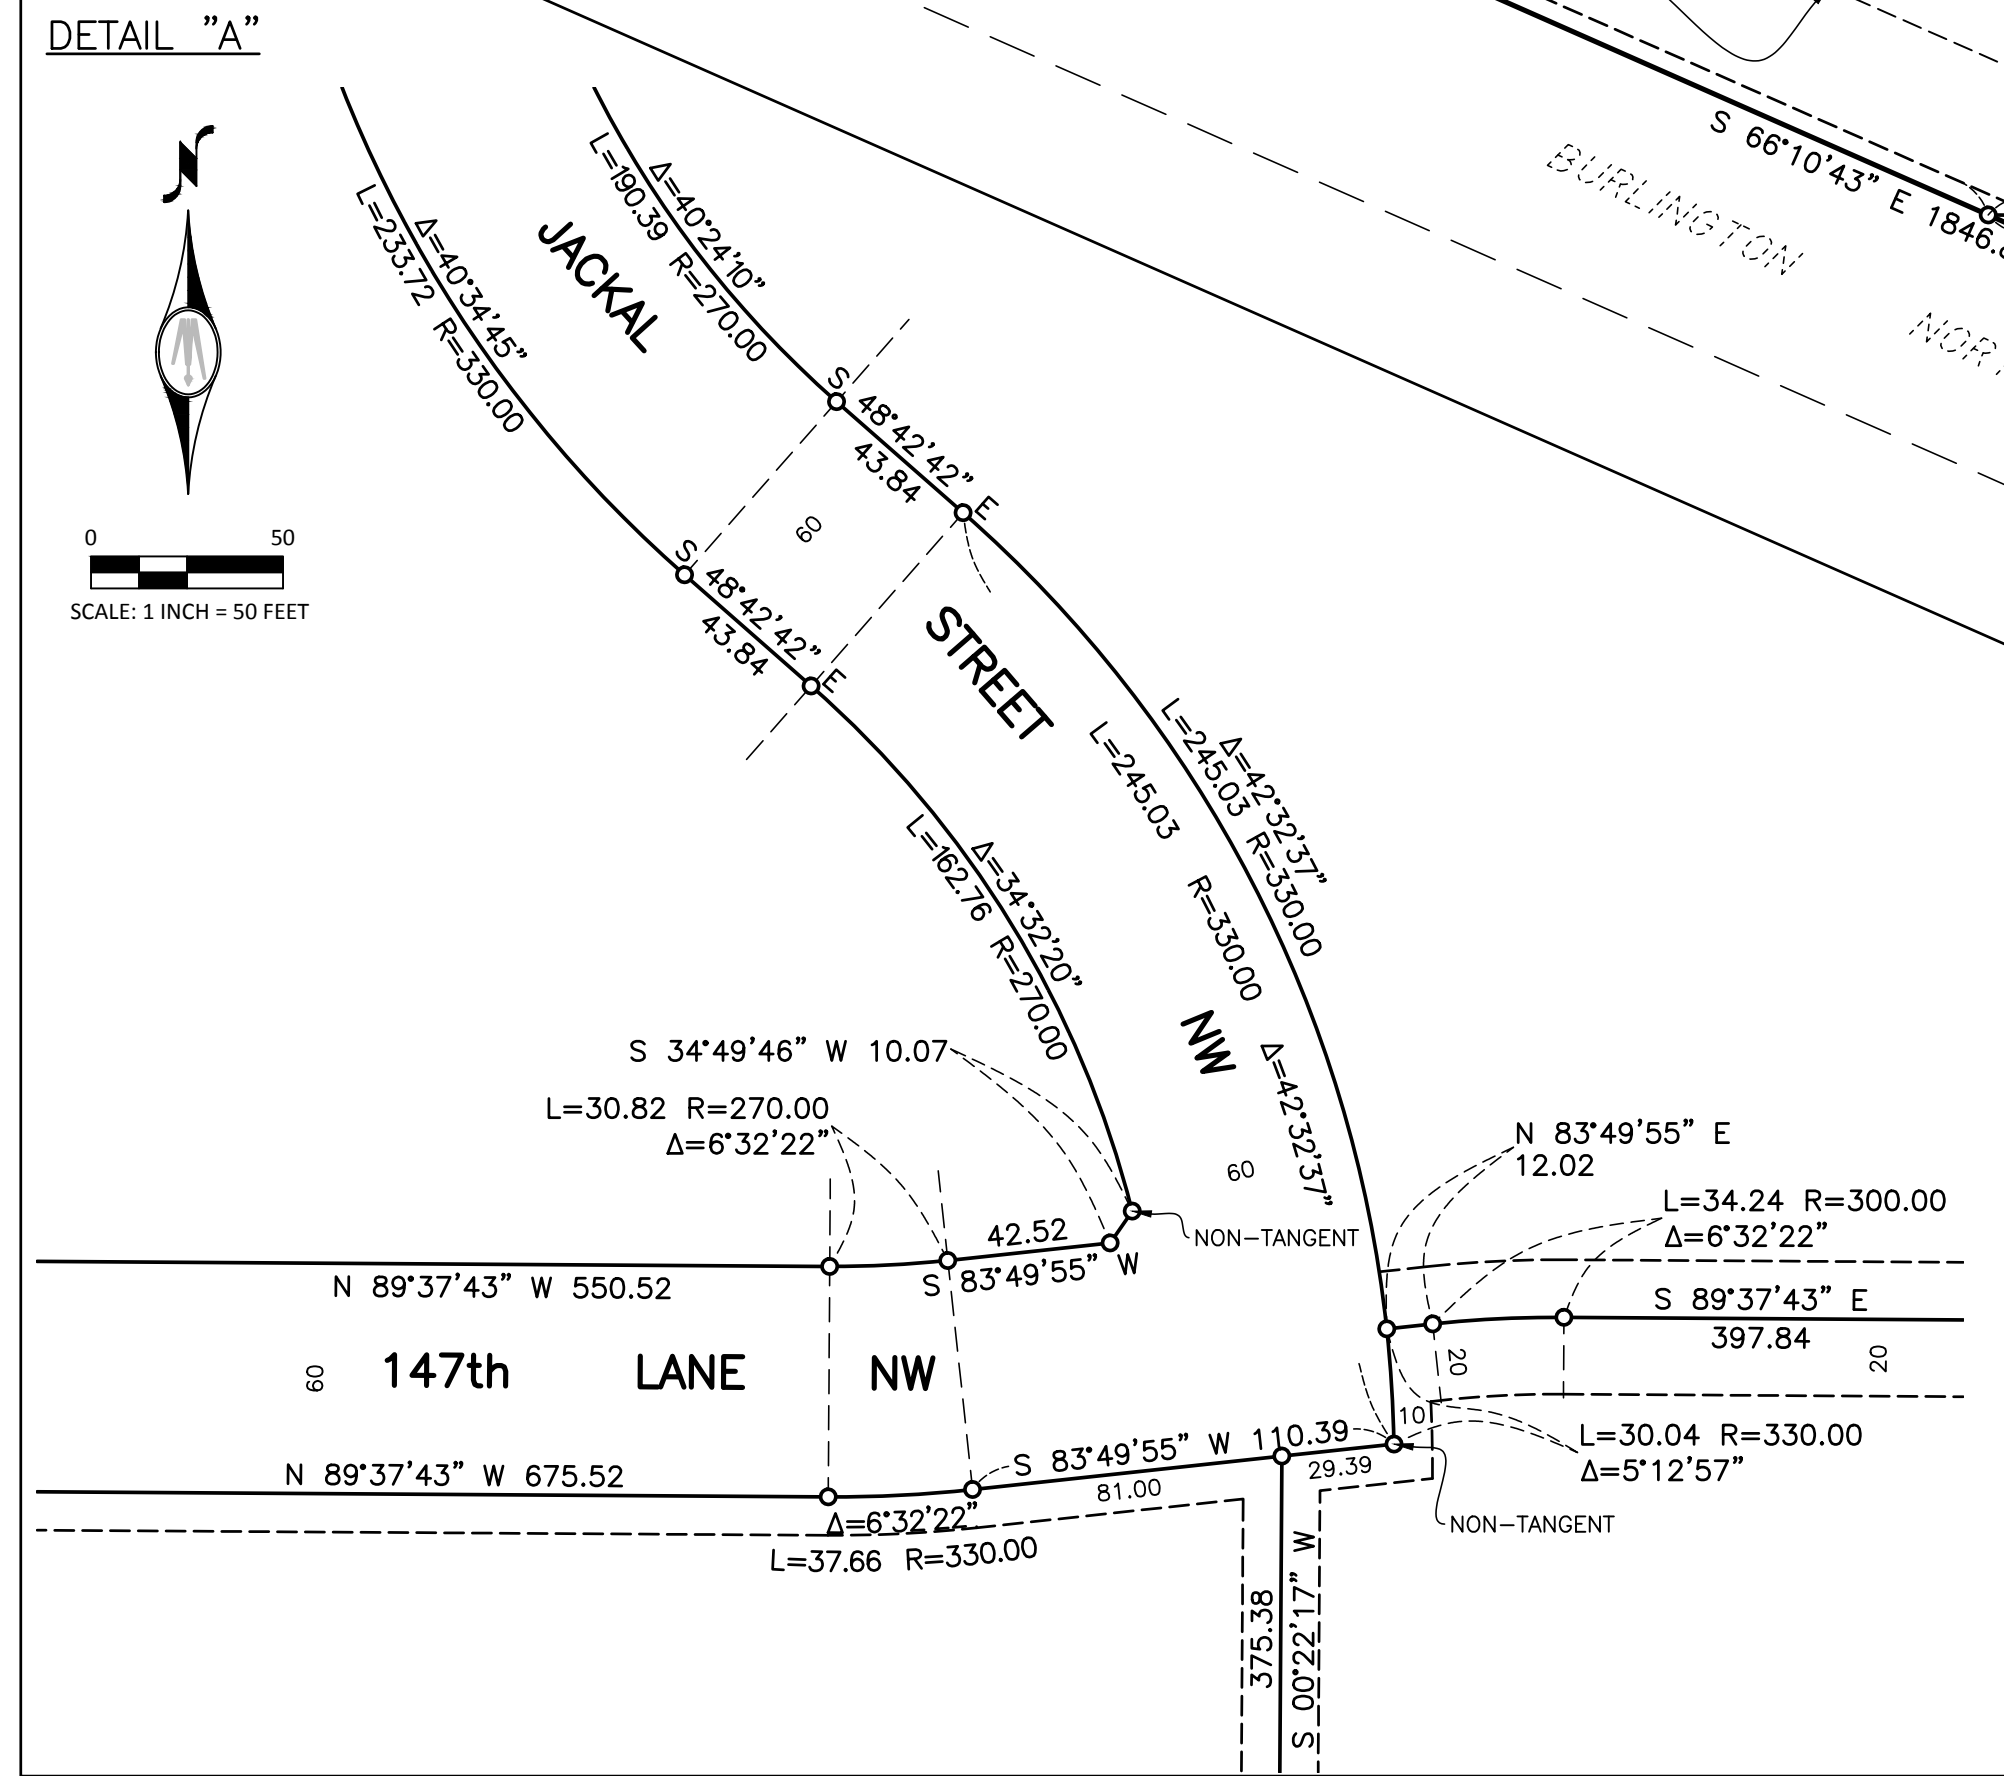 DETAIL "A"
0 50
SCALE: 1 INCH = 50 FEET
S 66°10'43" E 1846.
BURLINGTON
NOR
Δ=40°24'10"
L=190.39 R=270.00
Δ=40°34'45"
L=233.72 R=330.00
JACKAL
S 48°42'42" E
43.84
60
S 48°42'42" E
43.84
STREET
Δ=42°32'37"
L=245.03 R=330.00
L=245.03 R=330.00 Δ=42°32'37"
Δ=34°32'20"
L=162.76 R=270.00
NW
60
S 34°49'46" W 10.07
L=30.82 R=270.00
Δ=6°32'22"
NON-TANGENT
N 83°49'55" E
12.02
L=34.24 R=300.00
Δ=6°32'22"
42.52
S 83°49'55" W
N 89°37'43" W 550.52
S 89°37'43" E
397.84
20
20
60
147th LANE NW
10
L=30.04 R=330.00
Δ=5°12'57"
S 83°49'55" W 110.39
81.00
29.39
N 89°37'43" W 675.52
Δ=6°32'22"
L=37.66 R=330.00
NON-TANGENT
375.38
S 00°22'17" W